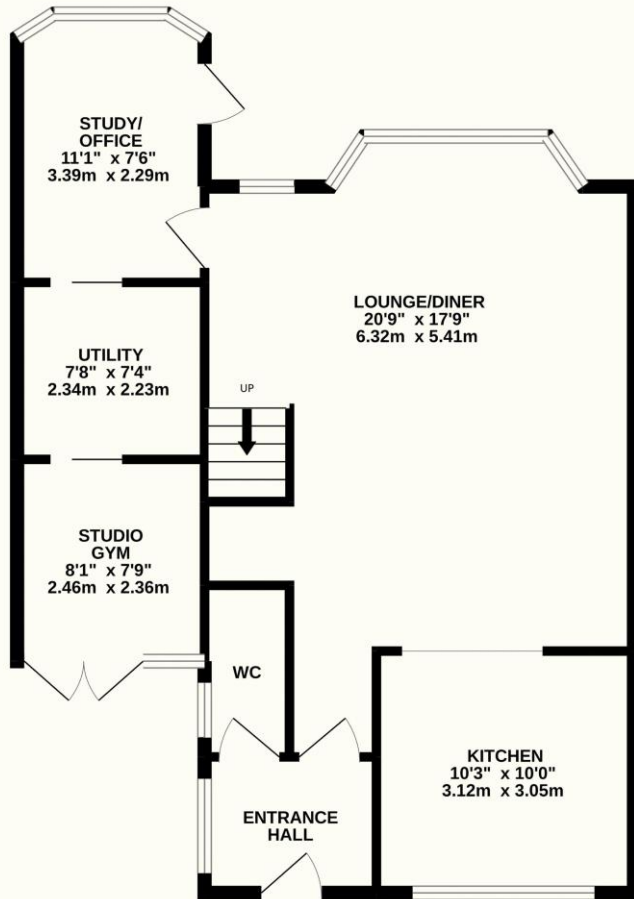 STUDY/
OFFICE
11'1" x 7'6"
3.39m x 2.29m
LOUNGE/DINER
20'9" x 17'9"
6.32m x 5.41m
UTILITY
7'8" x 7'4"
2.34m x 2.23m
UP
STUDIO
GYM
8'1" x 7'9"
2.46m x 2.36m
WC
KITCHEN
10'3" x 10'0"
3.12m x 3.05m
ENTRANCE
HALL